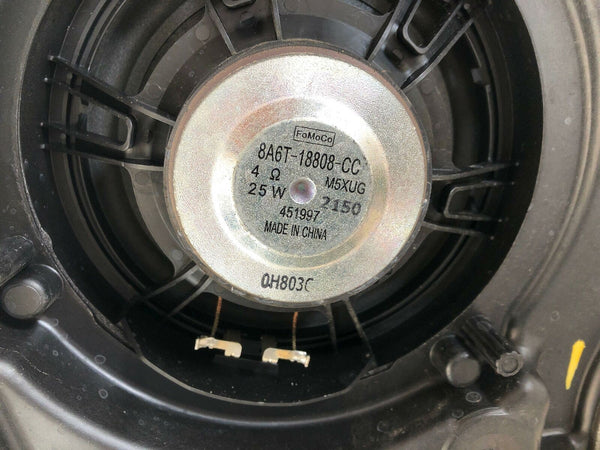 FoMoCo
8A6T-18808-CC
4 Ω M5XUG
25 W 2150
451997
MADE IN CHINA
QH803C